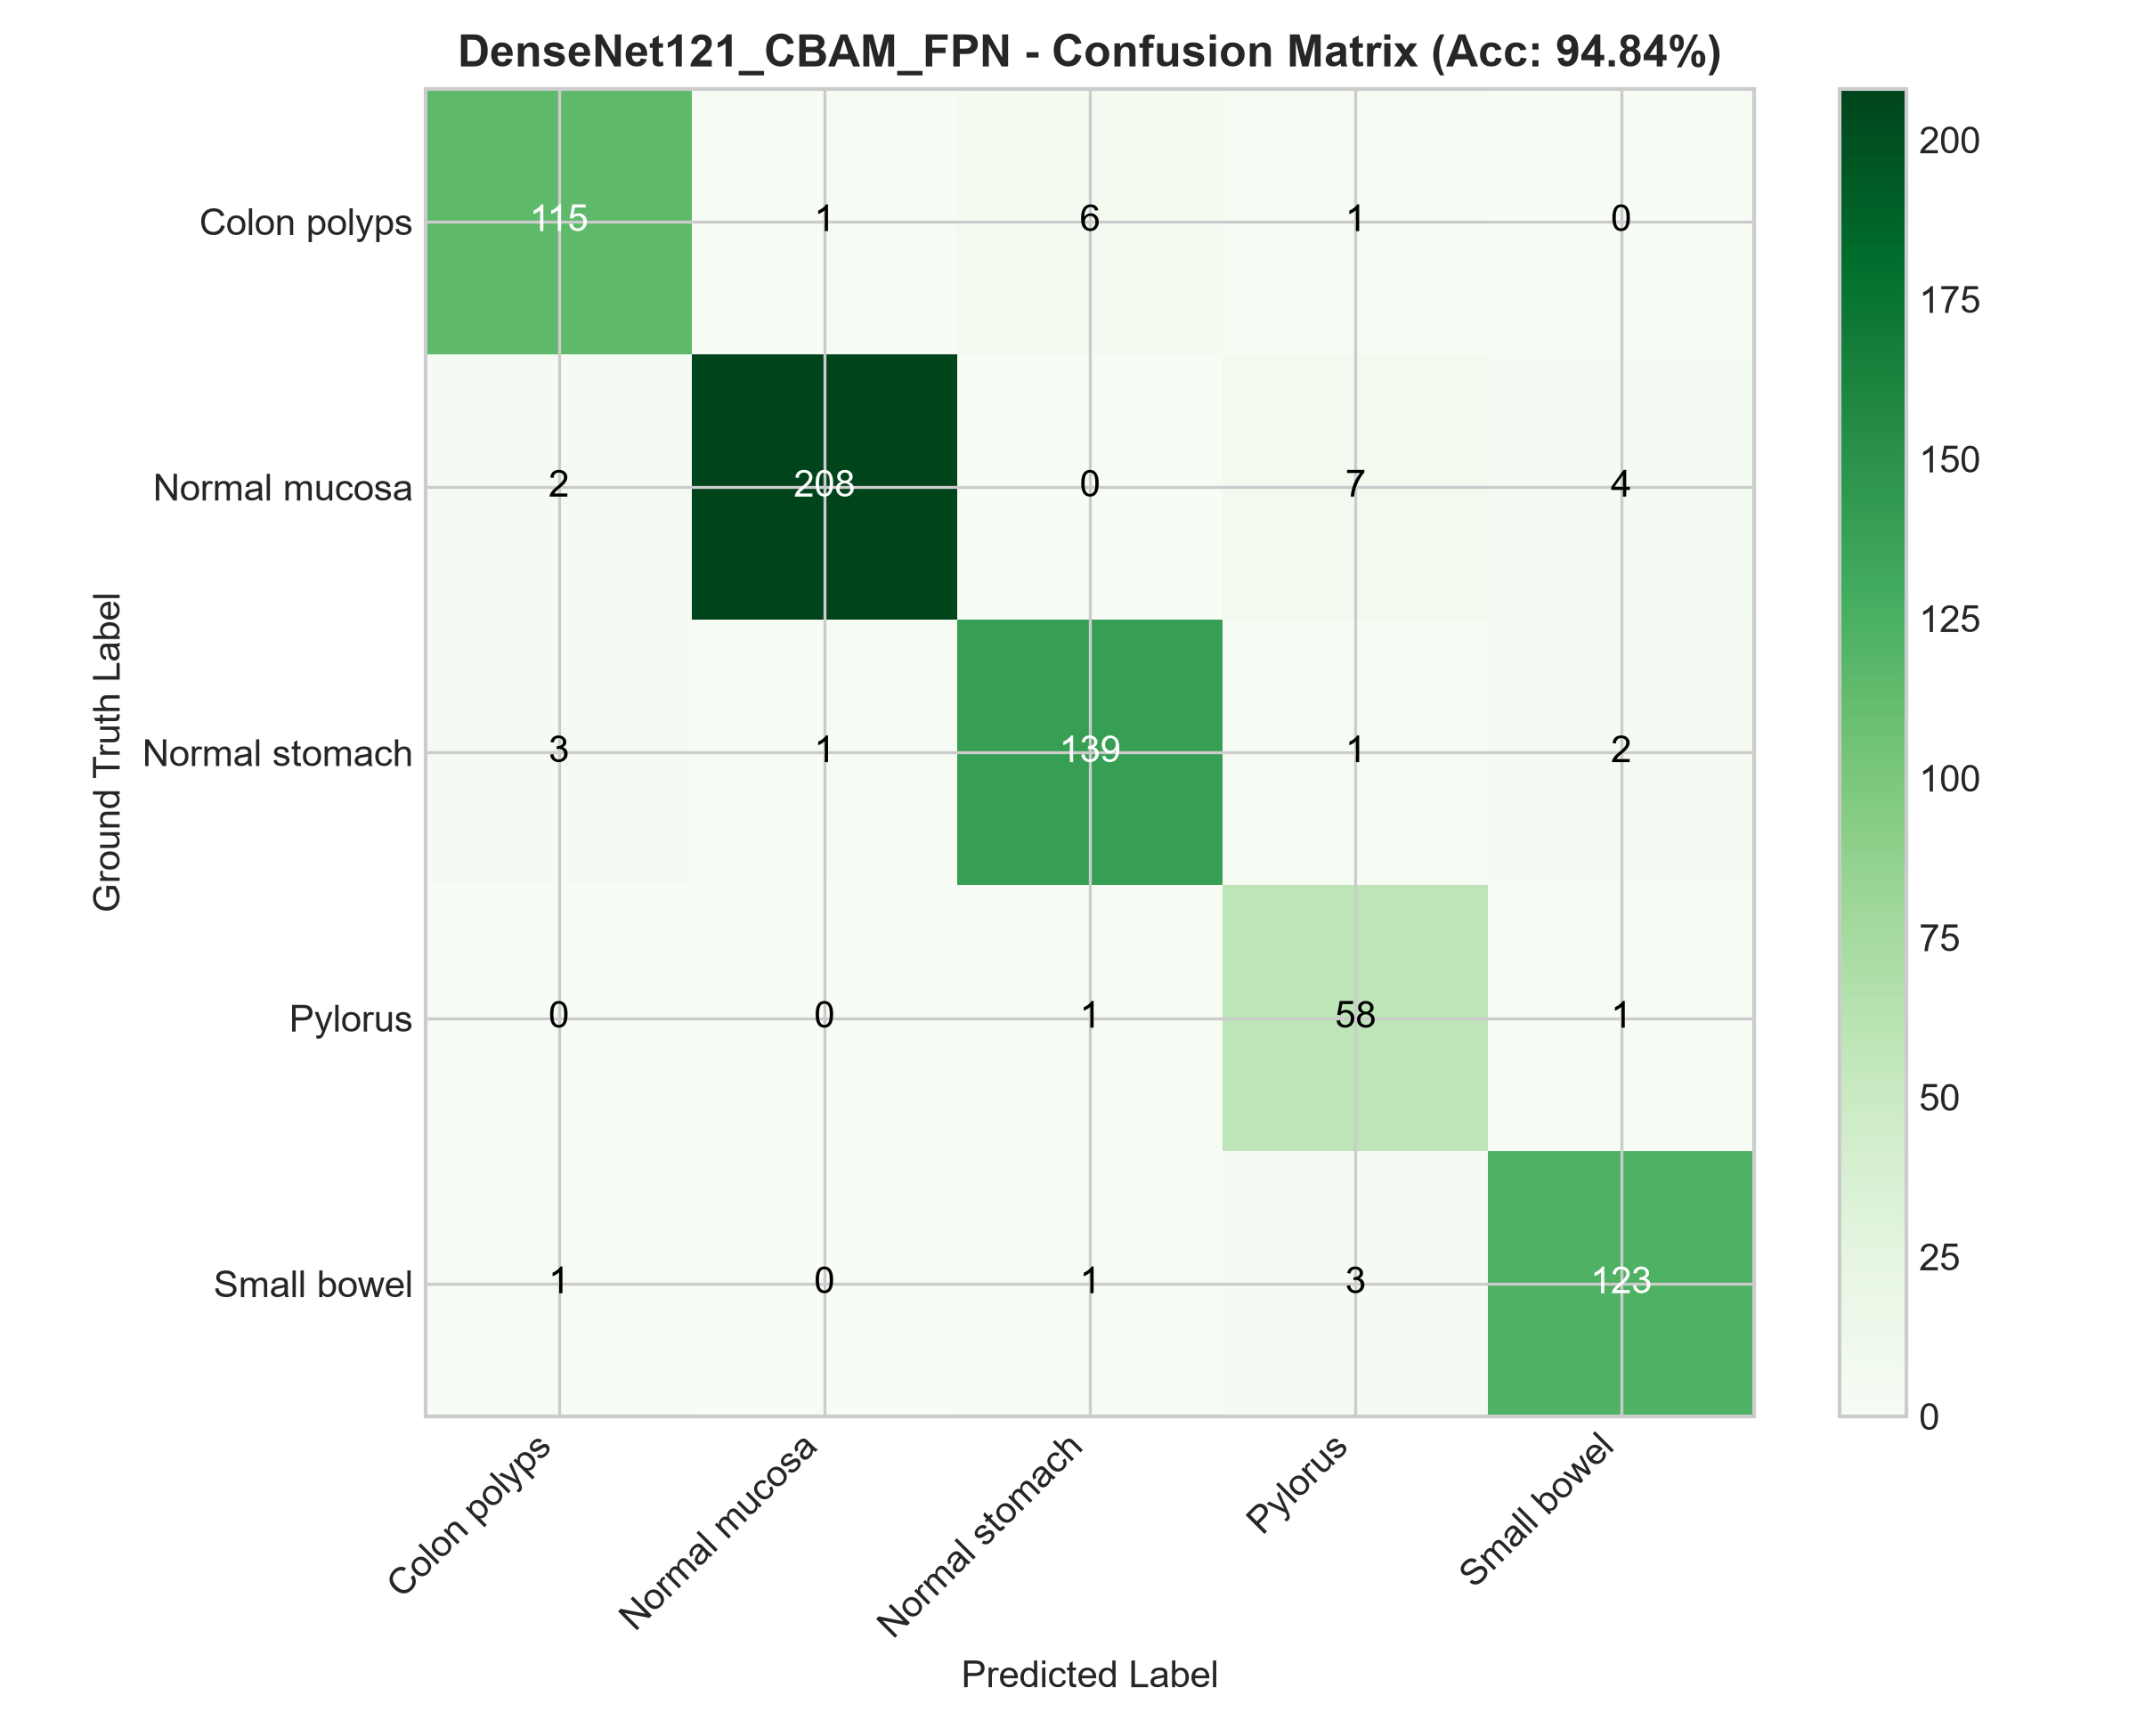 DenseNet121_CBAM_FPN - Confusion Matrix (Acc: 94.84%)
Ground Truth Label
Colon polyps 115 1 6 1 0
Normal mucosa 2 208 0 7 4
Normal stomach 3 1 139 1 2
Pylorus 0 0 1 58 1
Small bowel 1 0 1 3 123
Colon polyps Normal mucosa Normal stomach Pylorus Small bowel
Predicted Label
200
175
150
125
100
75
50
25
0